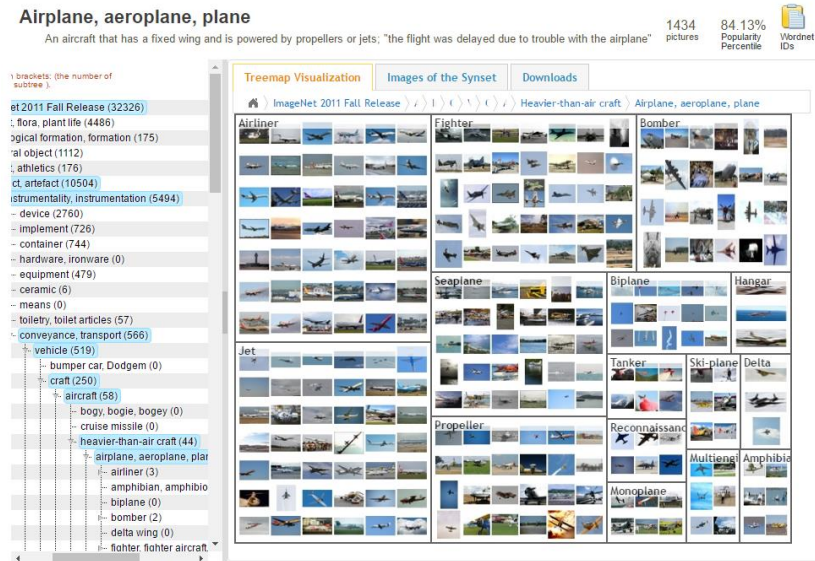 Airplane, aeroplane, plane
An aircraft that has a fixed wing and is powered by propellers or jets; "the flight was delayed due to trouble with the airplane"
1434
pictures
84.13%
Popularity
Percentile
Wordnet
IDs
brackets: (the number of
subtree ).
et 2011 Fall Release (32326)
, flora, plant life (4486)
ogical formation, formation (175)
ral object (1112)
, athletics (176)
ct, artefact (10504)
nstrumentality, instrumentation (5494)
device (2760)
implement (726)
container (744)
hardware, ironware (0)
equipment (479)
ceramic (6)
means (0)
toiletry, toilet articles (57)
conveyance, transport (566)
vehicle (519)
bumper car, Dodgem (0)
craft (250)
aircraft (58)
bogy, bogie, bogey (0)
cruise missile (0)
heavier-than-air craft (44)
airplane, aeroplane, plar
airliner (3)
amphibian, amphibio
biplane (0)
bomber (2)
delta wing (0)
fighter, fighter aircraft,
Treemap Visualization
Images of the Synset
Downloads
ImageNet 2011 Fall Release
Heavier-than-air craft
Airplane, aeroplane, plane
Airliner
Fighter
Bomber
Seaplane
Biplane
Hangar
Jet
Tanker
Ski-plane
Delta
Propeller
Reconnaissanc
Multiengi
Amphibia
Monoplane